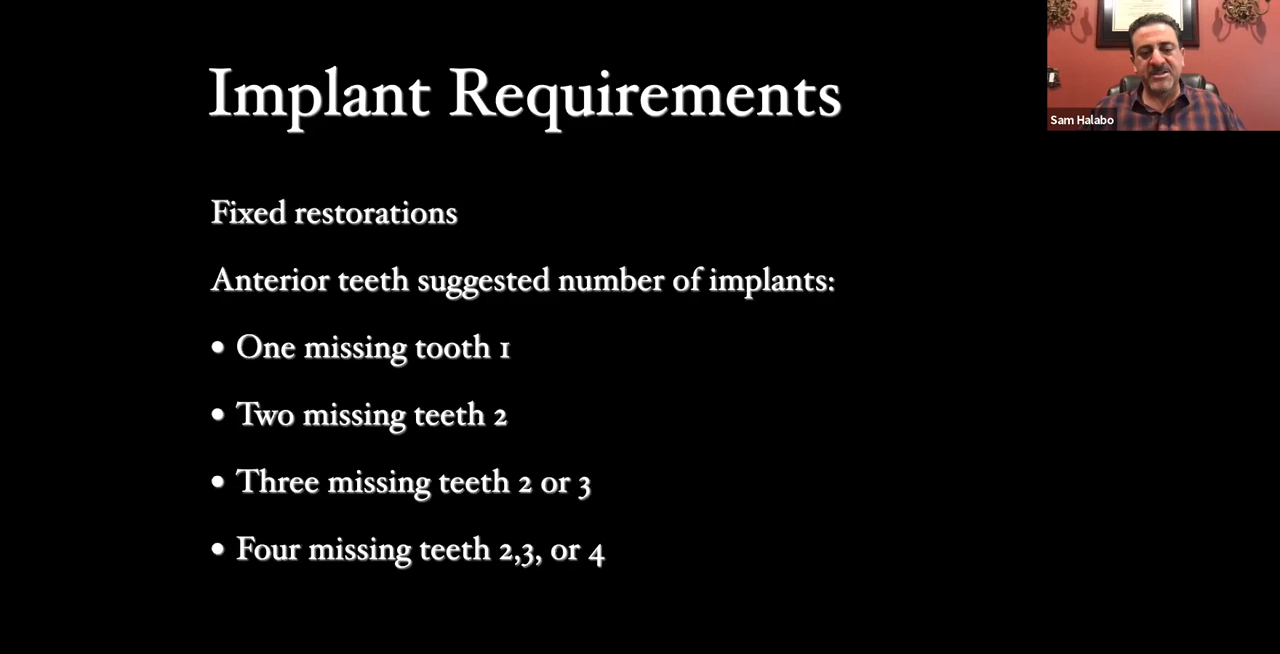 Implant Requirements
Sam Halabo
Fixed restorations
Anterior teeth suggested number of implants:
• One missing tooth 1
• Two missing teeth 2
• Three missing teeth 2 or 3
• Four missing teeth 2,3, or 4